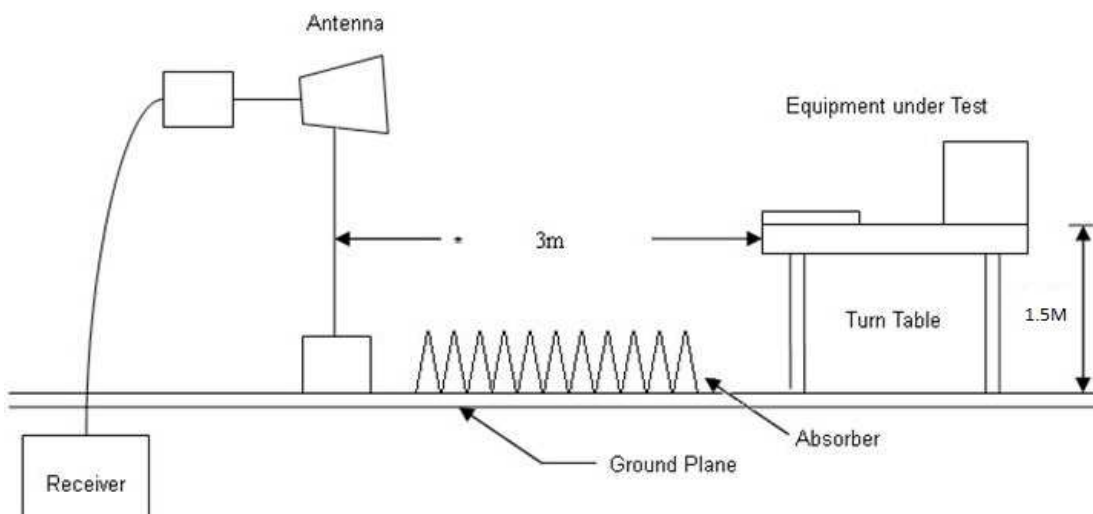 Antenna
Equipment under Test
3m
Turn Table
1.5M
Absorber
Ground Plane
Receiver